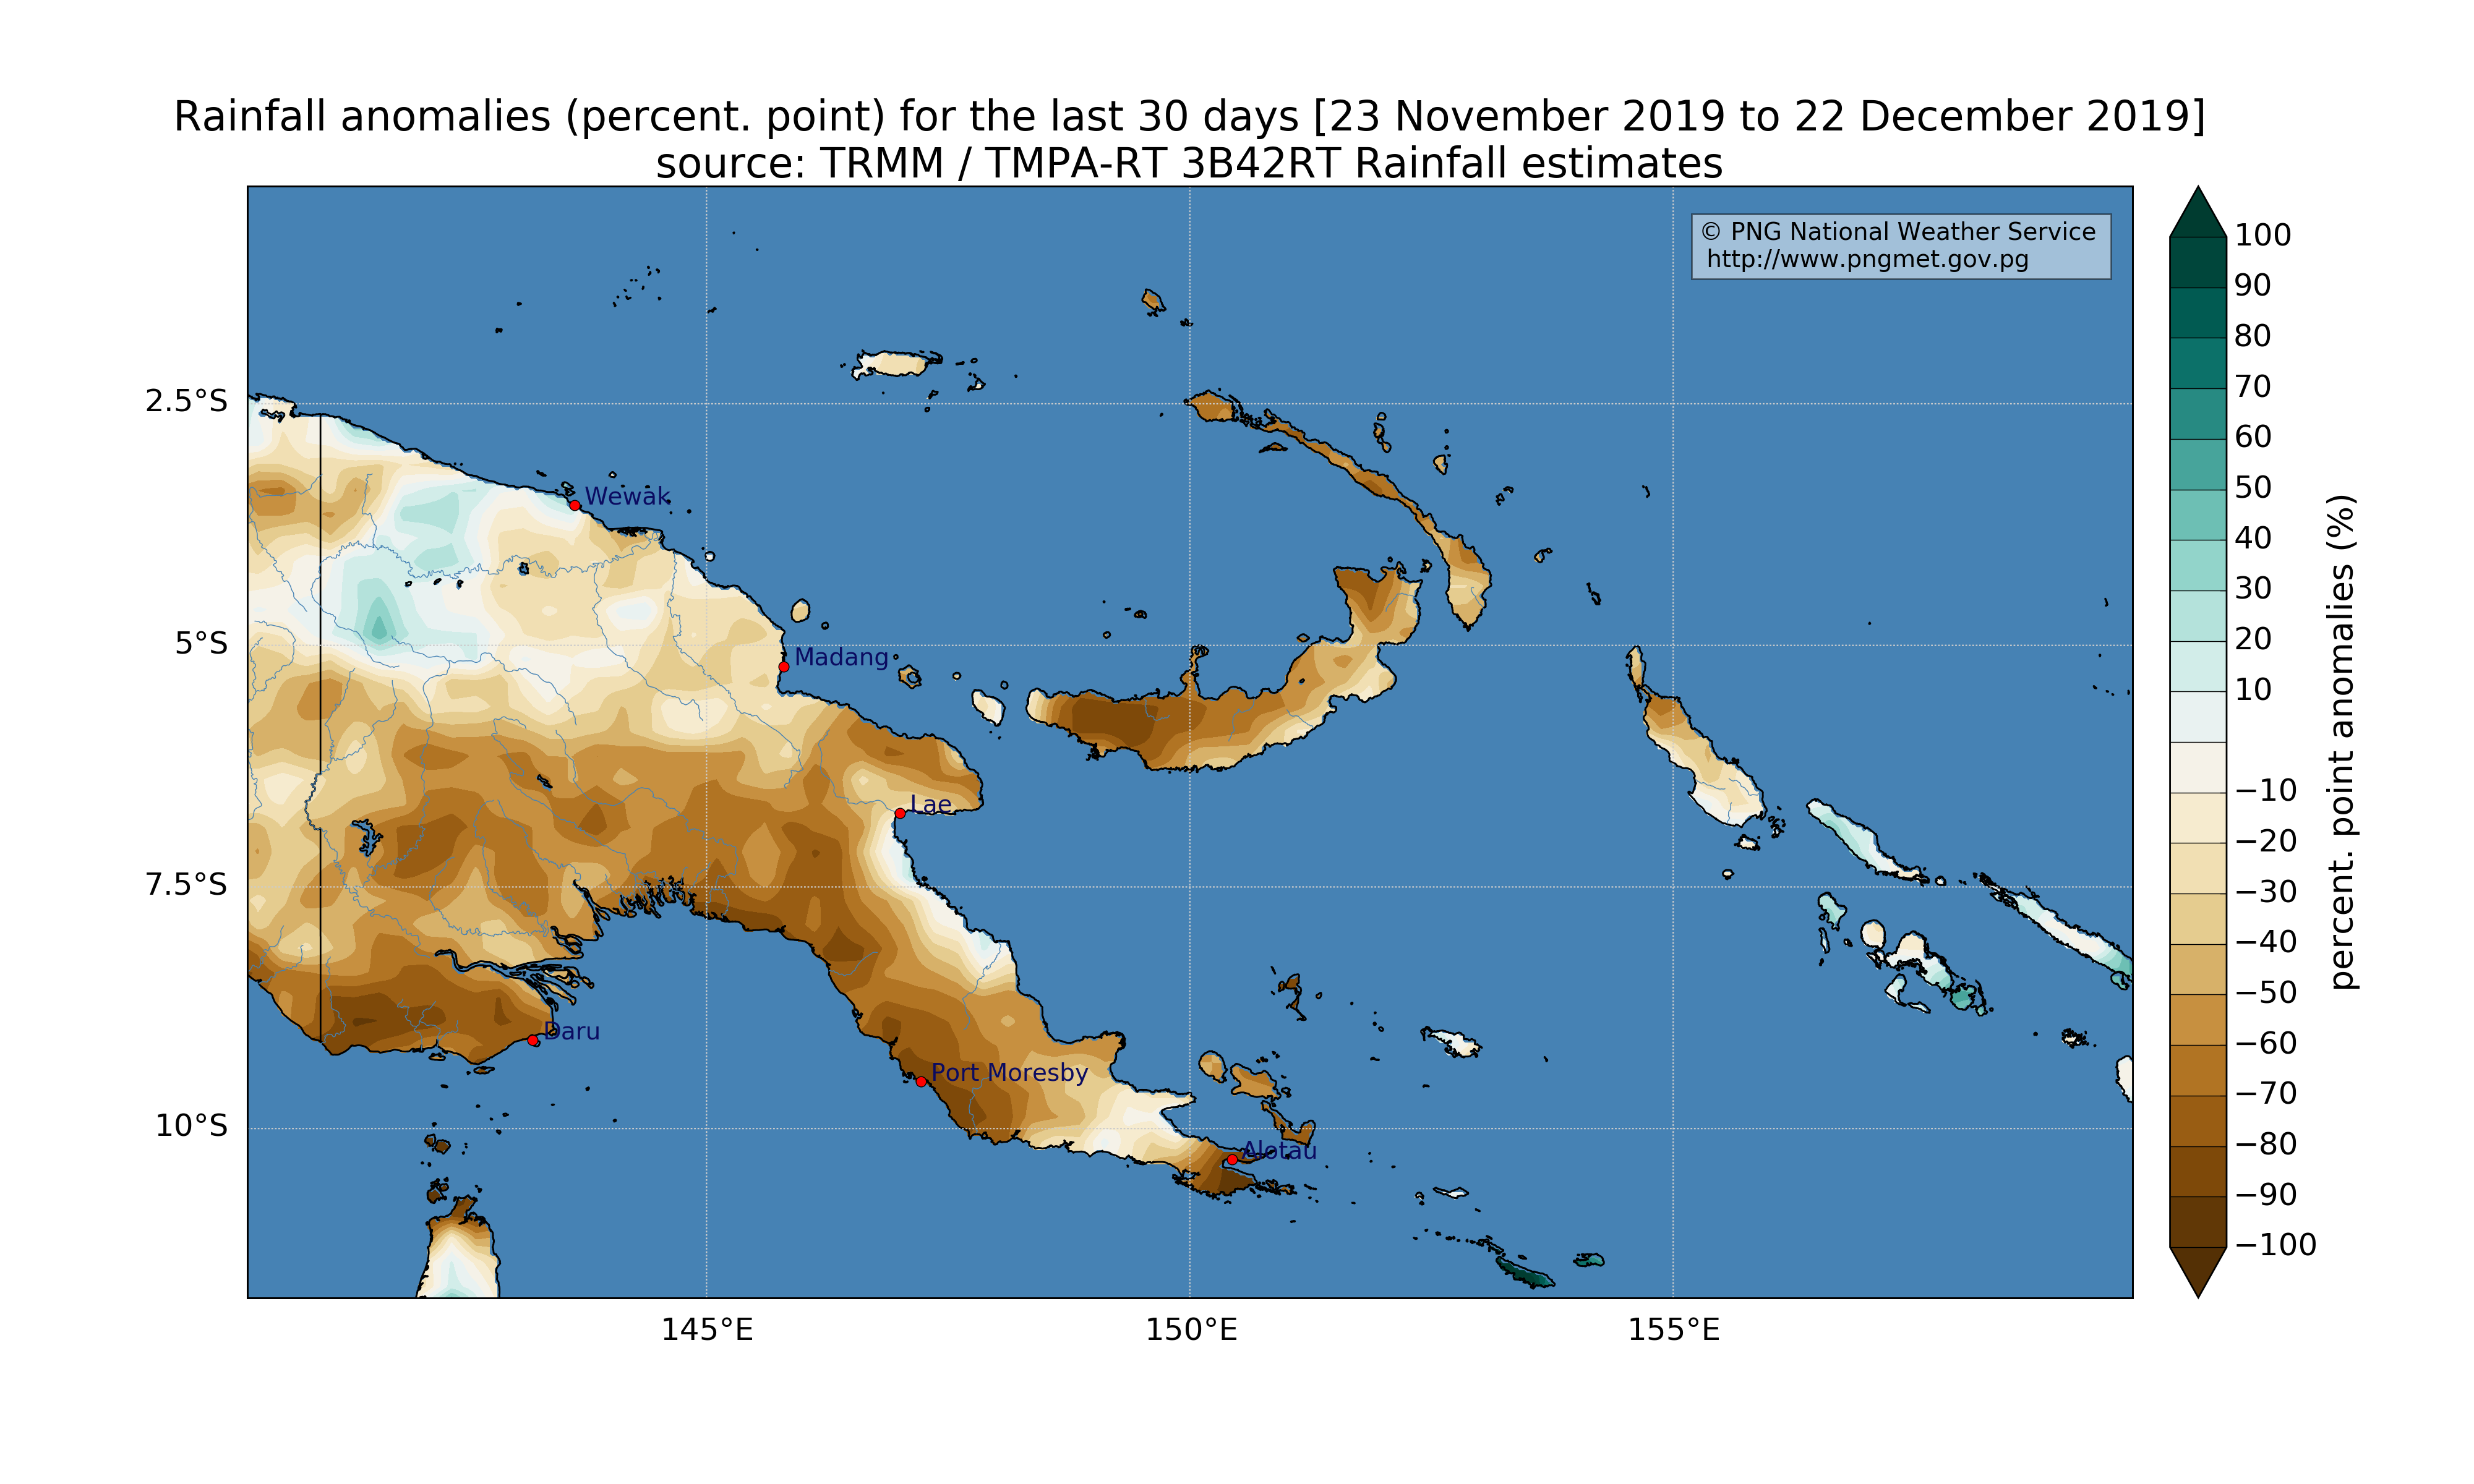 Rainfall anomalies (percent. point) for the last 30 days [23 November 2019 to 22 December 2019]
source: TRMM / TMPA-RT 3B42RT Rainfall estimates
© PNG National Weather Service
http://www.pngmet.gov.pg
2.5°S
5°S
7.5°S
10°S
Wewak
Madang
Lae
Daru
Port Moresby
Alotau
145°E
150°E
155°E
100
90
80
70
60
50
40
30
20
10
−10
−20
−30
−40
−50
−60
−70
−80
−90
−100
percent. point anomalies (%)